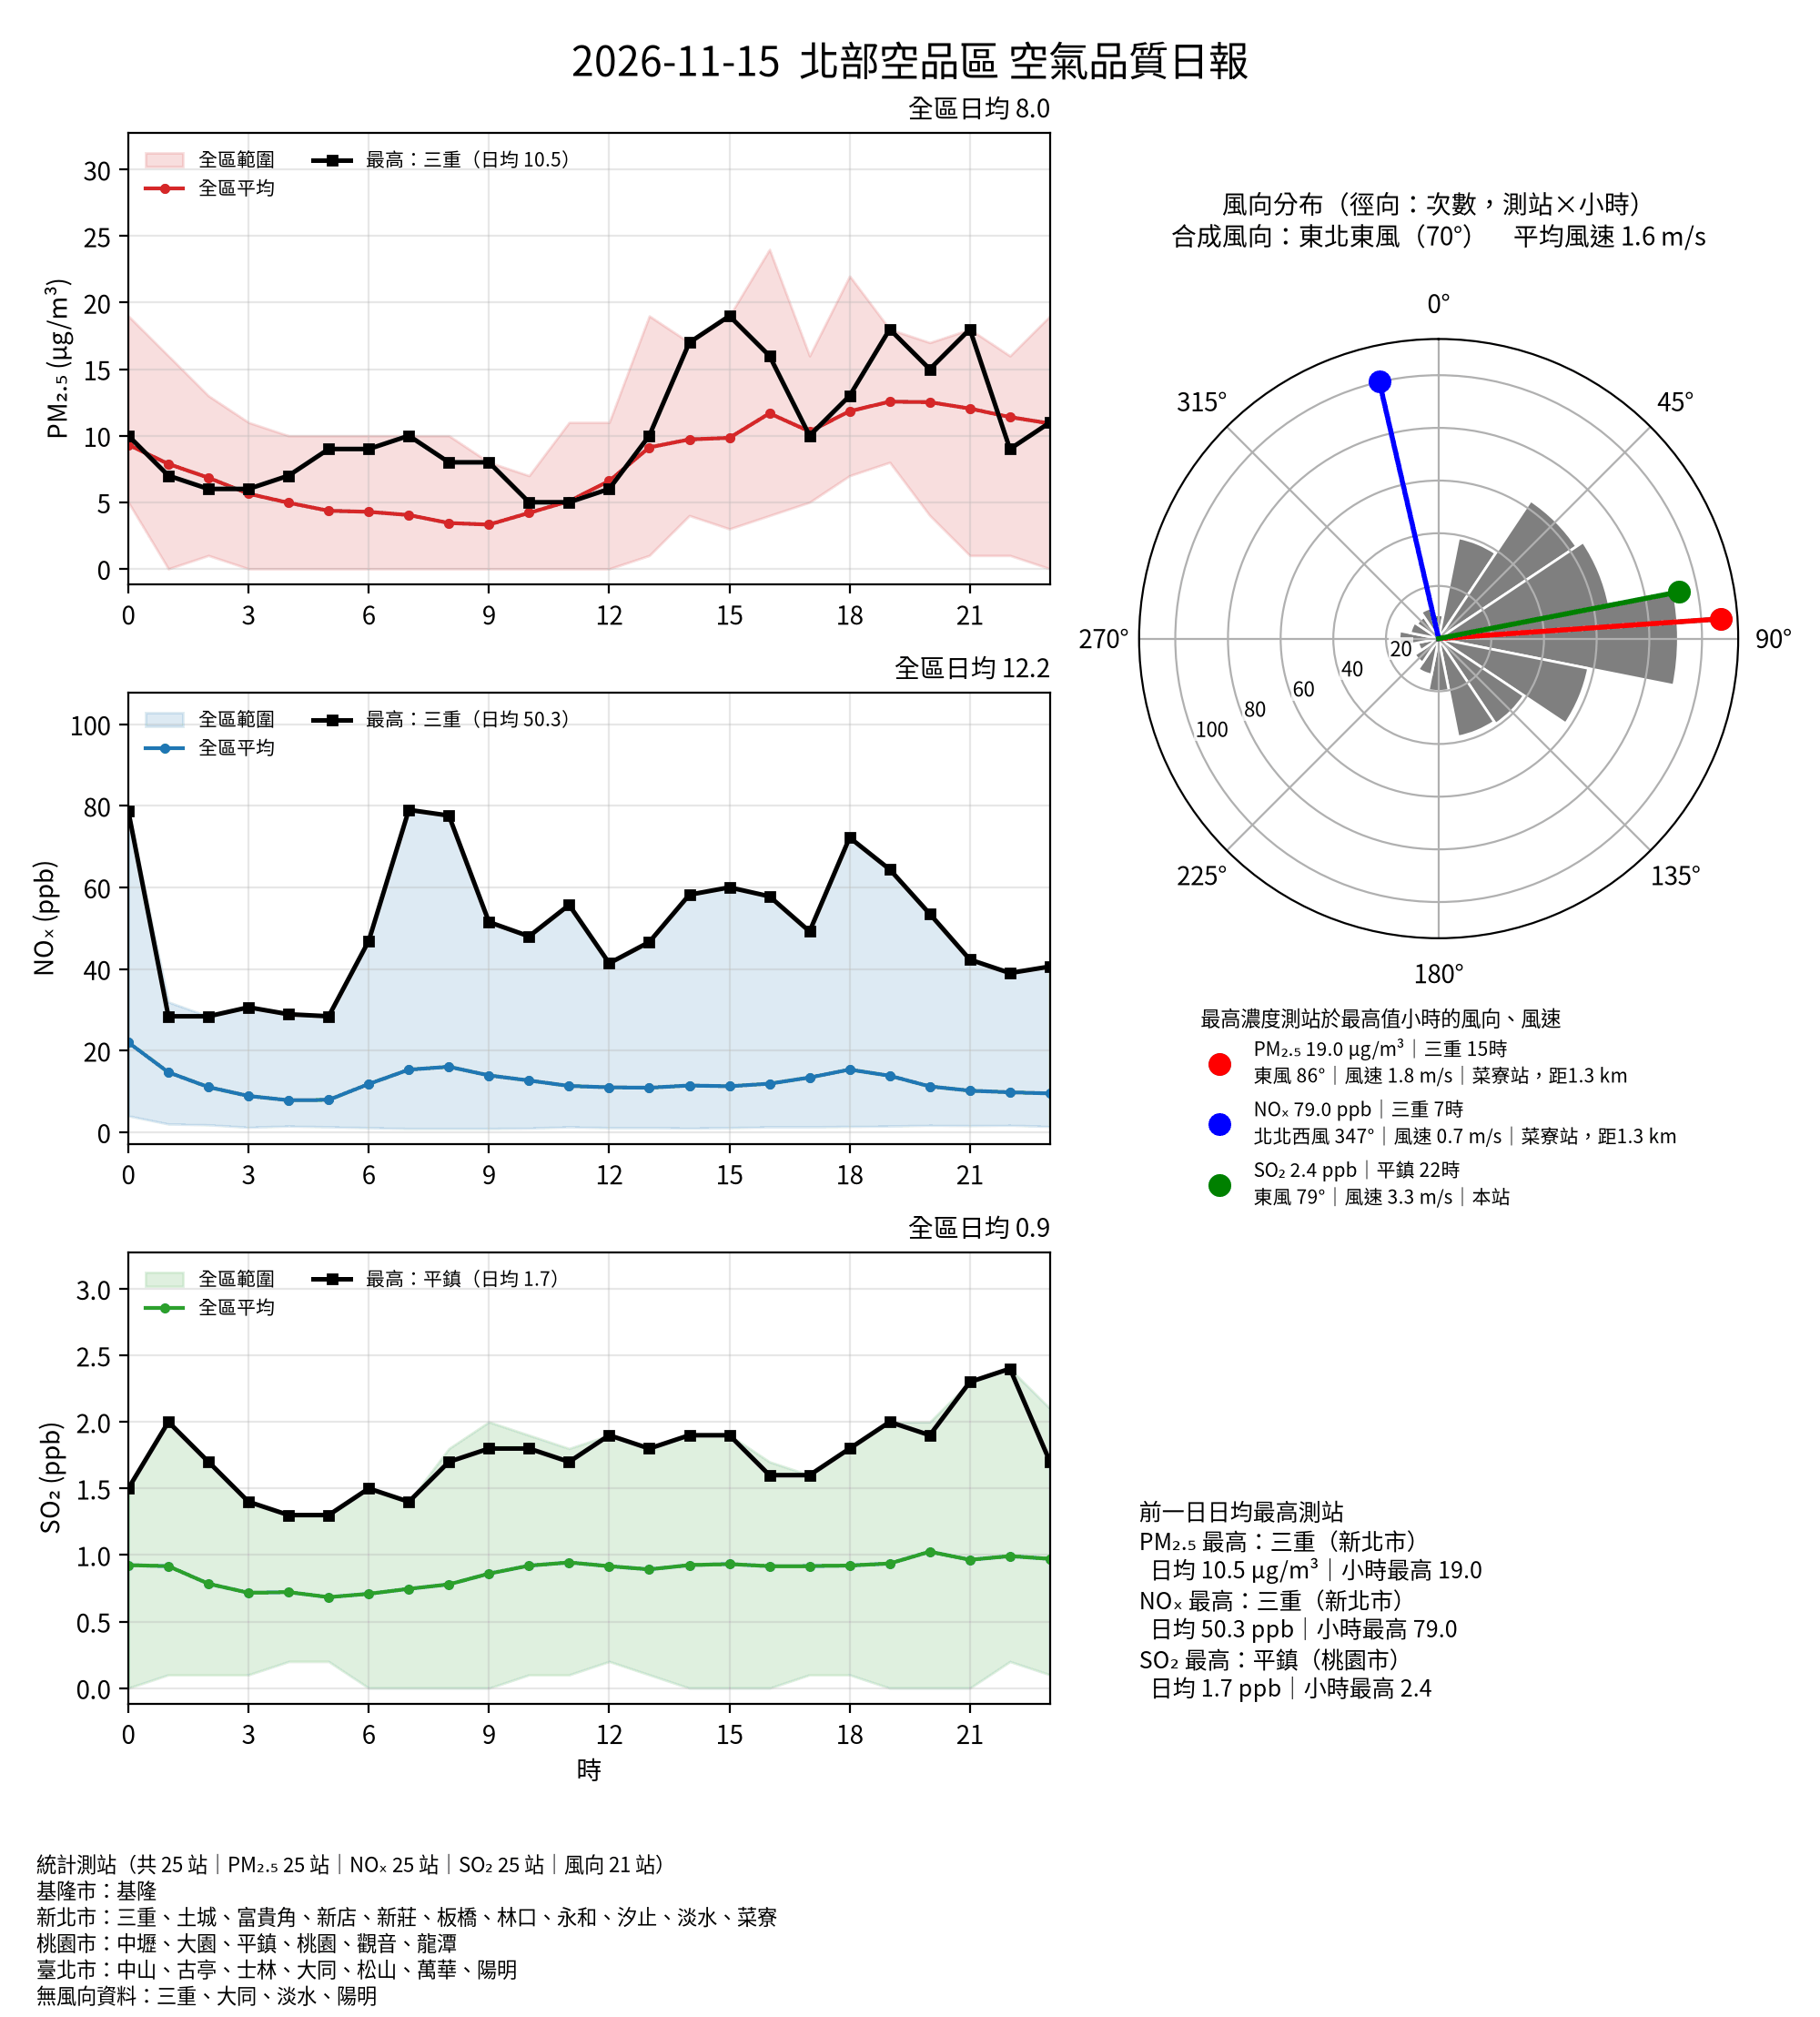 2026-11-15 北部空品區 空氣品質日報
全區日均 8.0
全區範圍
全區平均
最高：三重（日均 10.5）
PM₂.₅ (μg/m³)
30
25
20
15
10
5
0
0 3 6 9 12 15 18 21
全區日均 12.2
全區範圍
全區平均
最高：三重（日均 50.3）
NOₓ (ppb)
100
80
60
40
20
0
0 3 6 9 12 15 18 21
全區日均 0.9
全區範圍
全區平均
最高：平鎮（日均 1.7）
SO₂ (ppb)
3.0
2.5
2.0
1.5
1.0
0.5
0.0
0 3 6 9 12 15 18 21
時
風向分布（徑向：次數，測站×小時）
合成風向：東北東風（70°） 平均風速 1.6 m/s
0°
45°
90°
135°
180°
225°
270°
315°
20
40
60
80
100
最高濃度測站於最高值小時的風向、風速
PM₂.₅ 19.0 μg/m³｜三重 15時
東風 86°｜風速 1.8 m/s｜菜寮站，距1.3 km
NOₓ 79.0 ppb｜三重 7時
北北西風 347°｜風速 0.7 m/s｜菜寮站，距1.3 km
SO₂ 2.4 ppb｜平鎮 22時
東風 79°｜風速 3.3 m/s｜本站
前一日日均最高測站
PM₂.₅ 最高：三重（新北市）
日均 10.5 μg/m³｜小時最高 19.0
NOₓ 最高：三重（新北市）
日均 50.3 ppb｜小時最高 79.0
SO₂ 最高：平鎮（桃園市）
日均 1.7 ppb｜小時最高 2.4
統計測站（共 25 站｜PM₂.₅ 25 站｜NOₓ 25 站｜SO₂ 25 站｜風向 21 站）
基隆市：基隆
新北市：三重、土城、富貴角、新店、新莊、板橋、林口、永和、汐止、淡水、菜寮
桃園市：中壢、大園、平鎮、桃園、觀音、龍潭
臺北市：中山、古亭、士林、大同、松山、萬華、陽明
無風向資料：三重、大同、淡水、陽明